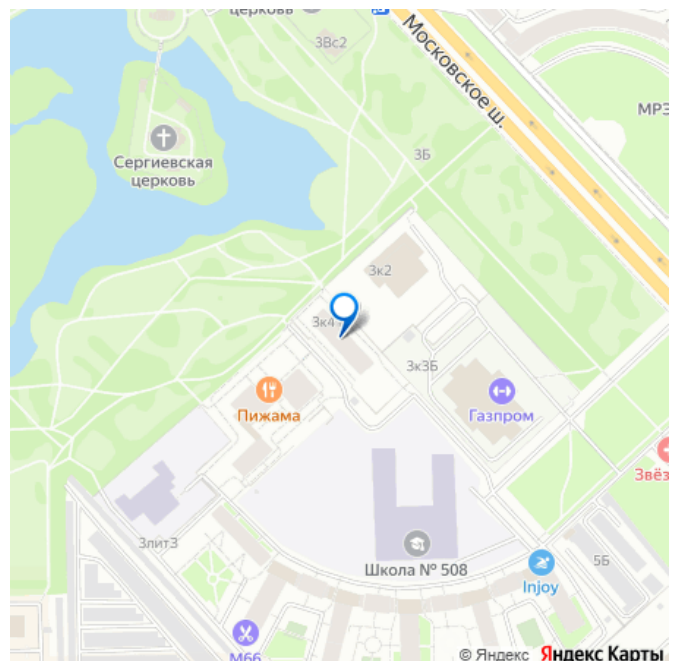 церковь
3Вс2
Московское ш.
МРЭ
3Б
Сергиевская
церковь
3к2
3к4
3к3Б
Пижама
Газпром
Звёз
3лит3
Школа № 508
5Б
Injoy
М66
© Яндекс Яндекс Карты